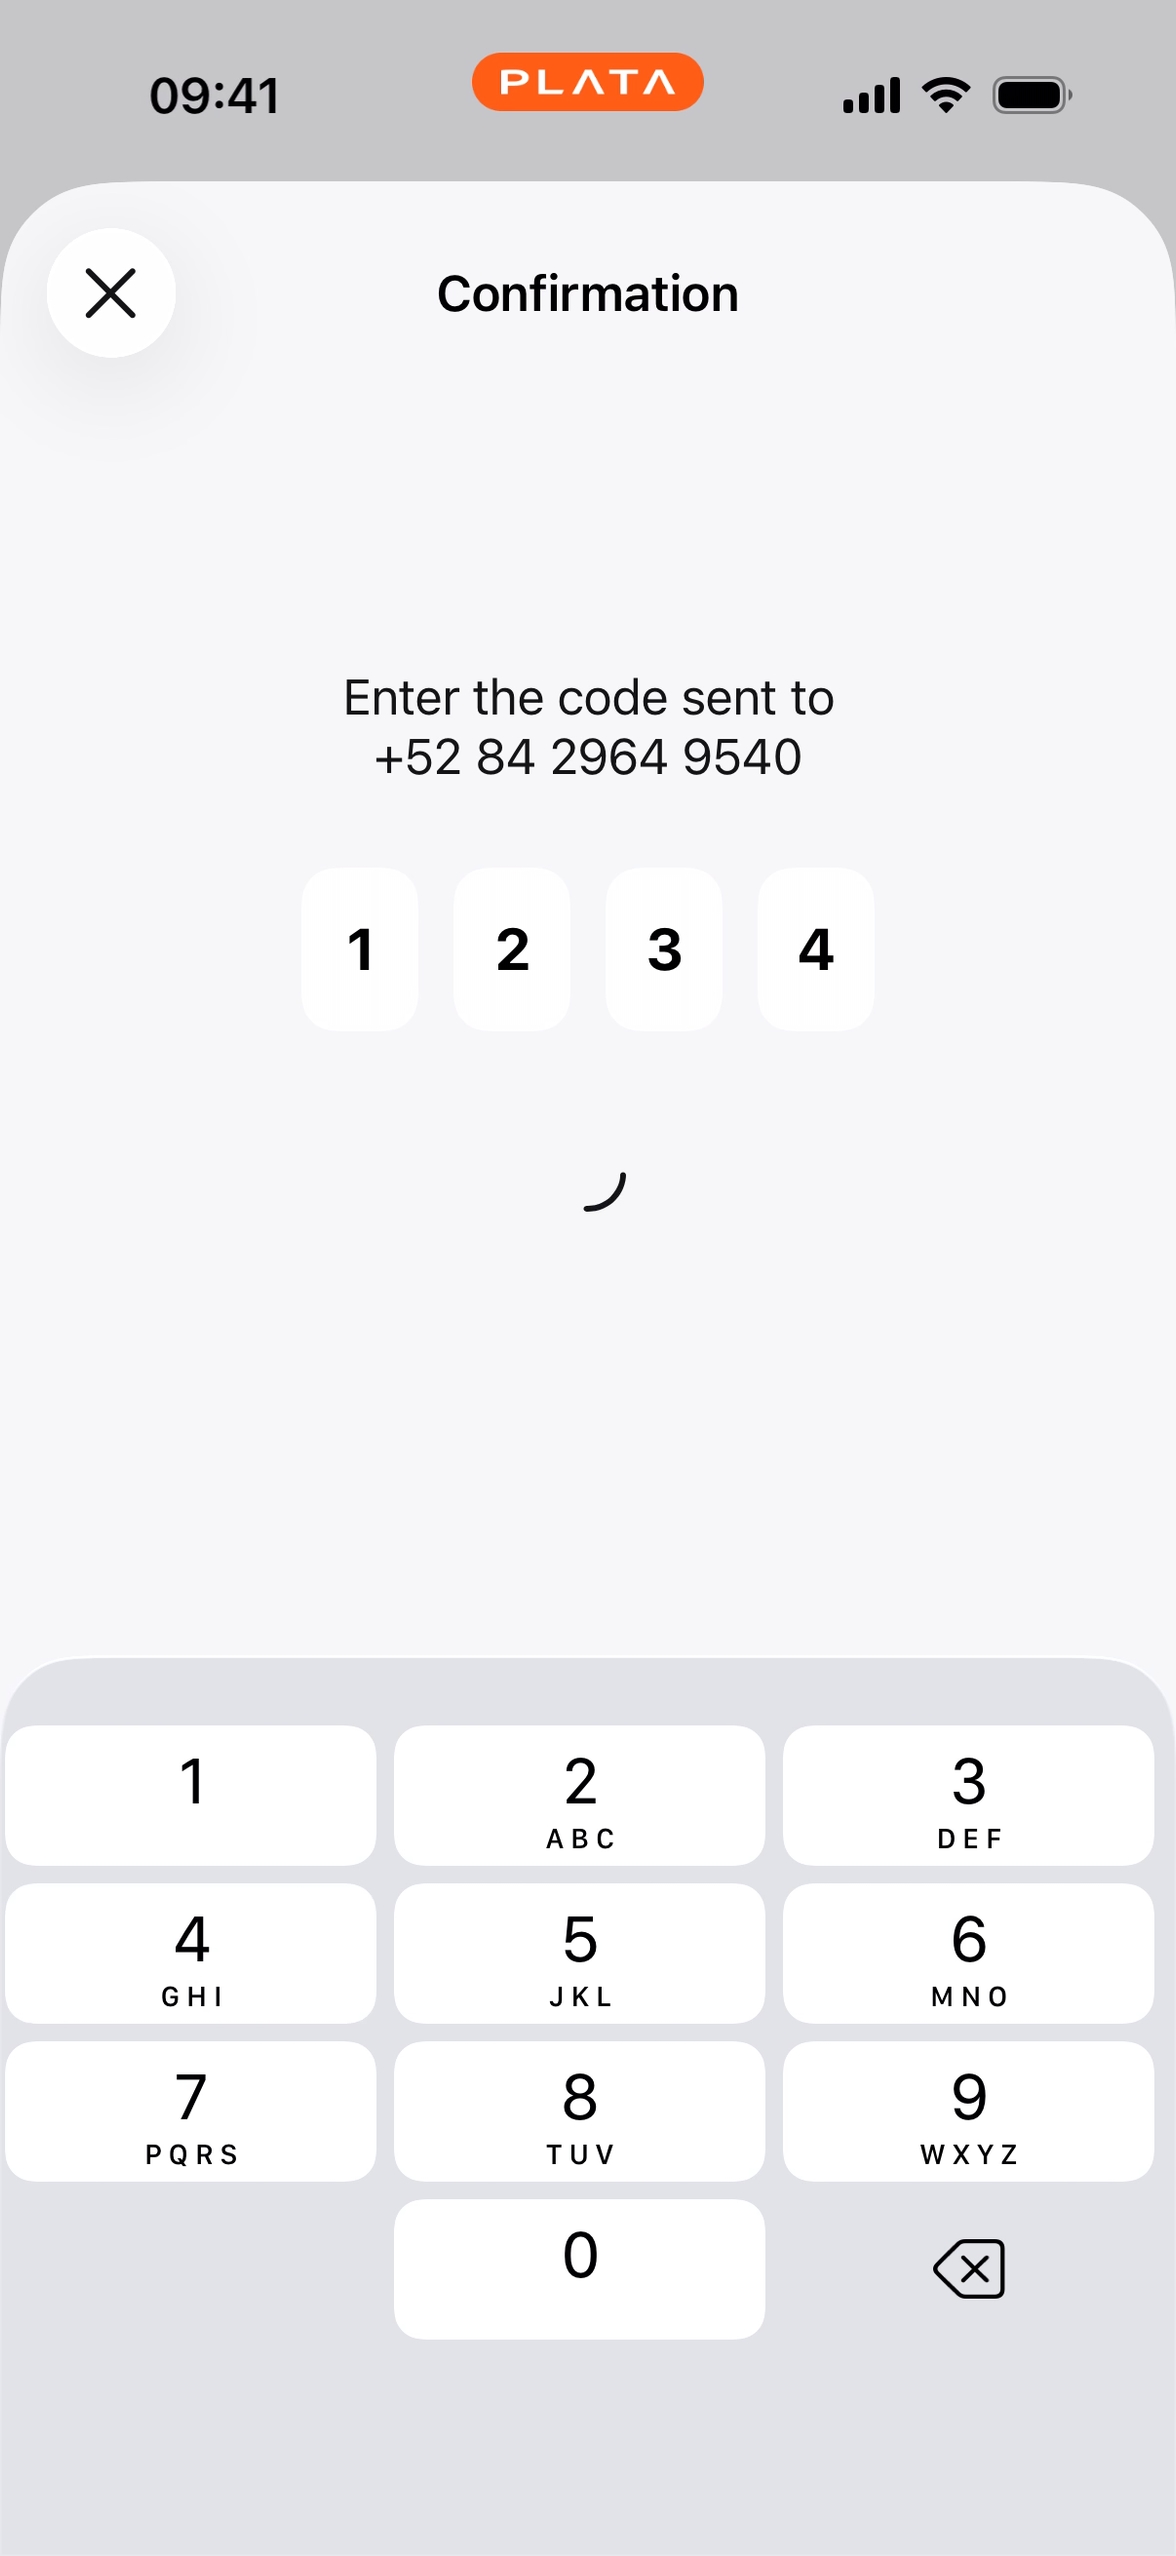 09:41
PLATA
Confirmation
Enter the code sent to
+52 84 2964 9540
1 2 3 4
1 2 3
ABC DEF
4 5 6
GHI JKL MNO
7 8 9
PQRS TUV WXYZ
0